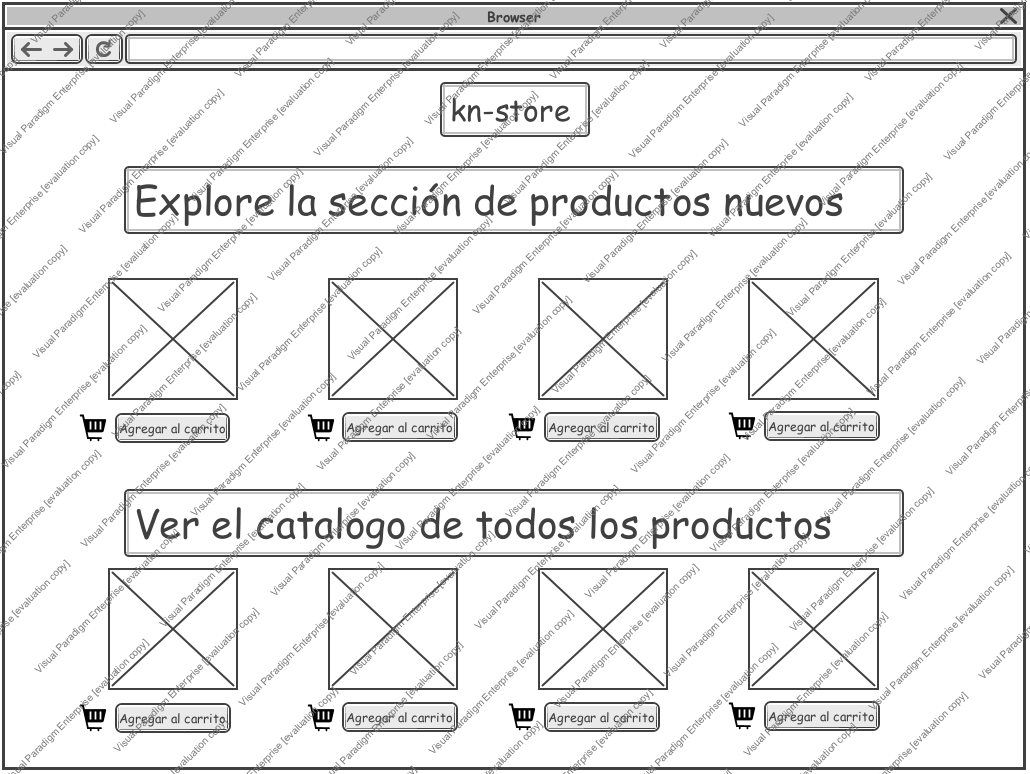 Browser
kn-store
Explore la sección de productos nuevos
Agregar al carrito
Agregar al carrito
Agregar al carrito
Agregar al carrito
Ver el catalogo de todos los productos
Agregar al carrito
Agregar al carrito
Agregar al carrito
Agregar al carrito
Visual Paradigm Enterprise [evaluation copy]